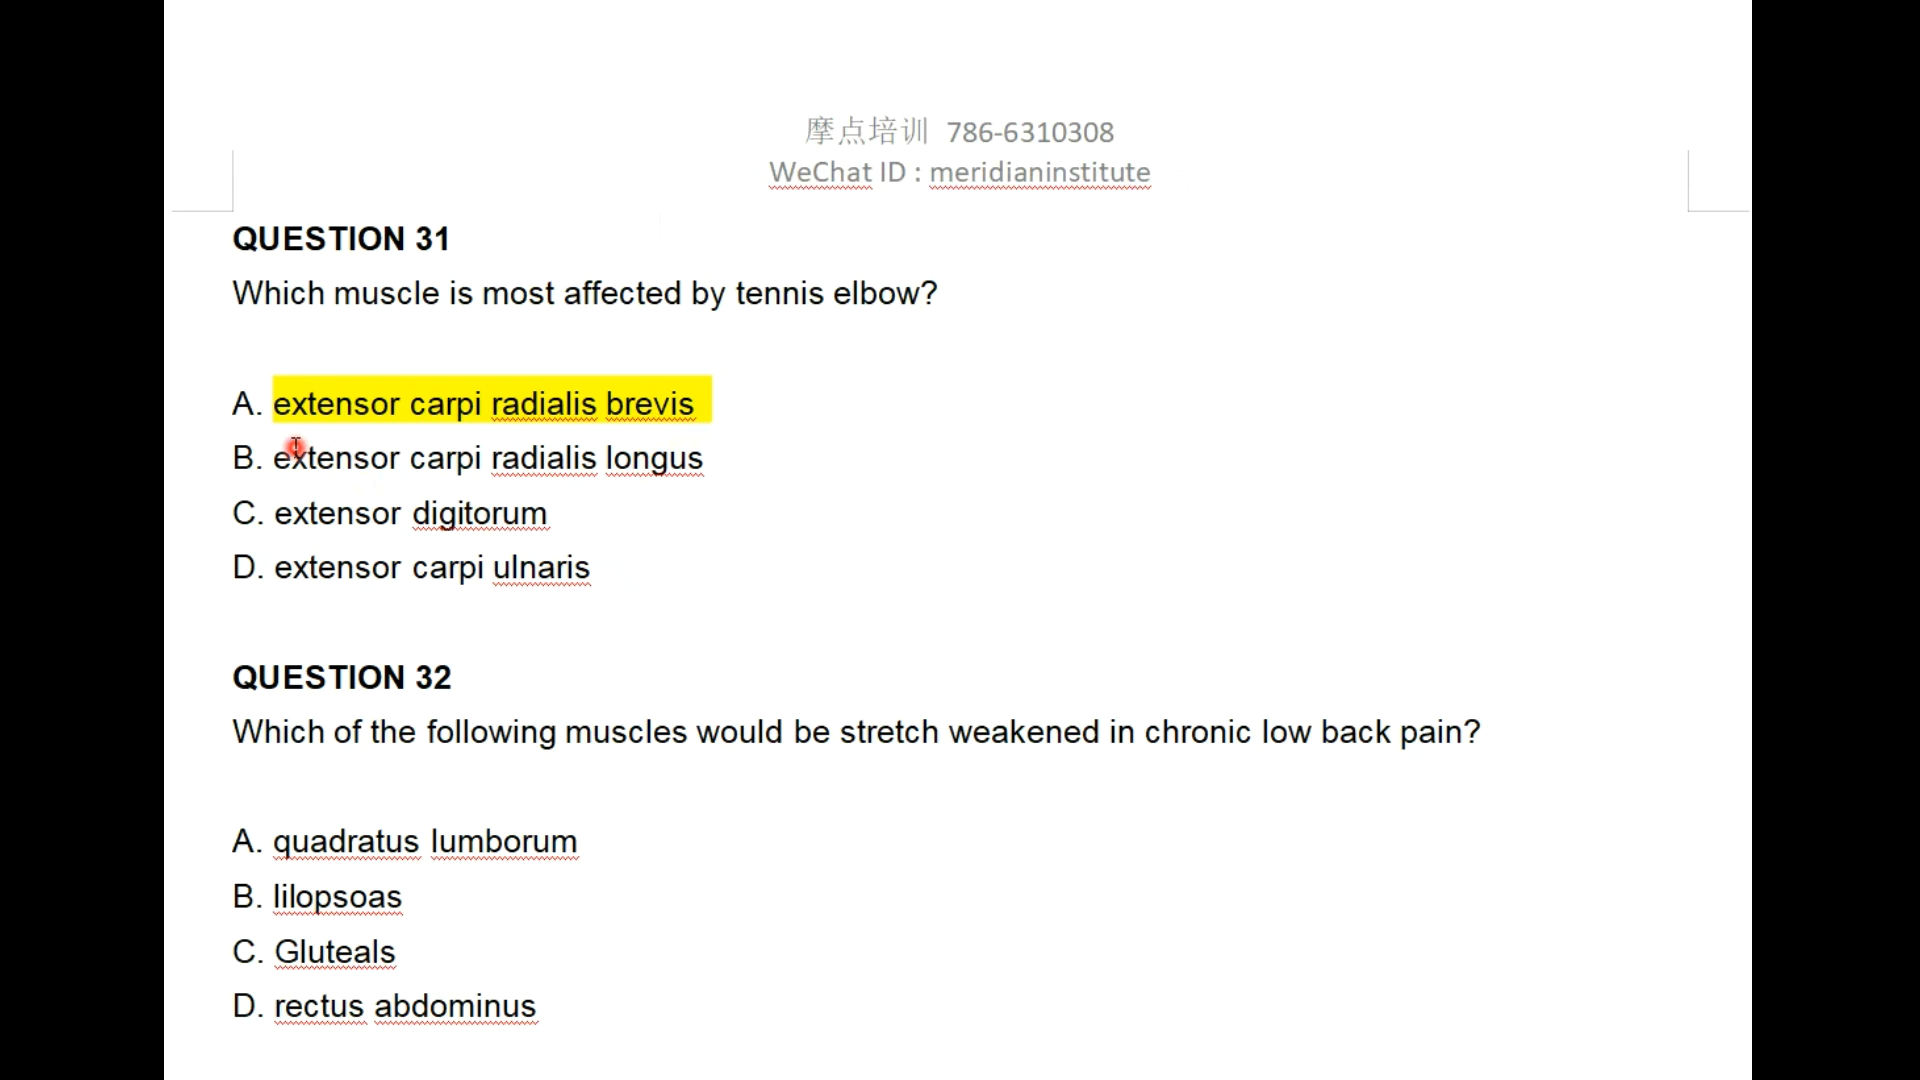 摩点培训 786-6310308
WeChat ID : meridianinstitute
QUESTION 31
Which muscle is most affected by tennis elbow?
A. extensor carpi radialis brevis
B. extensor carpi radialis longus
C. extensor digitorum
D. extensor carpi ulnaris
QUESTION 32
Which of the following muscles would be stretch weakened in chronic low back pain?
A. quadratus lumborum
B. lilopsoas
C. Gluteals
D. rectus abdominus